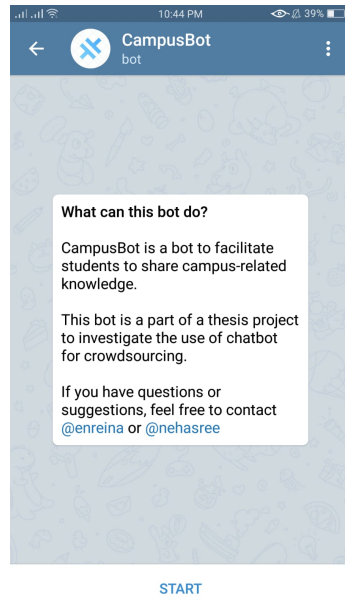 10:44 PM
39%
CampusBot
bot
What can this bot do?
CampusBot is a bot to facilitate
students to share campus-related
knowledge.
This bot is a part of a thesis project
to investigate the use of chatbot
for crowdsourcing.
If you have questions or
suggestions, feel free to contact
@enreina or @nehasree
START